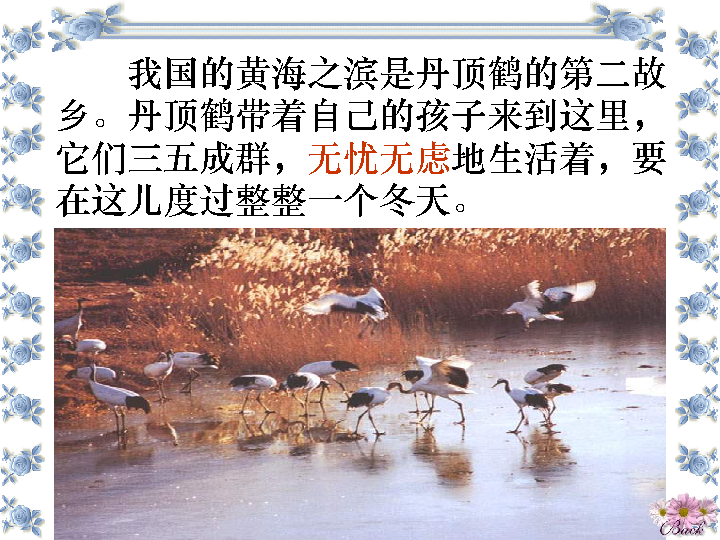 我国的黄海之滨是丹顶鹤的第二故
乡。丹顶鹤带着自己的孩子来到这里，
它们三五成群，无忧无虑地生活着，要
在这儿度过整整一个冬天。
Back